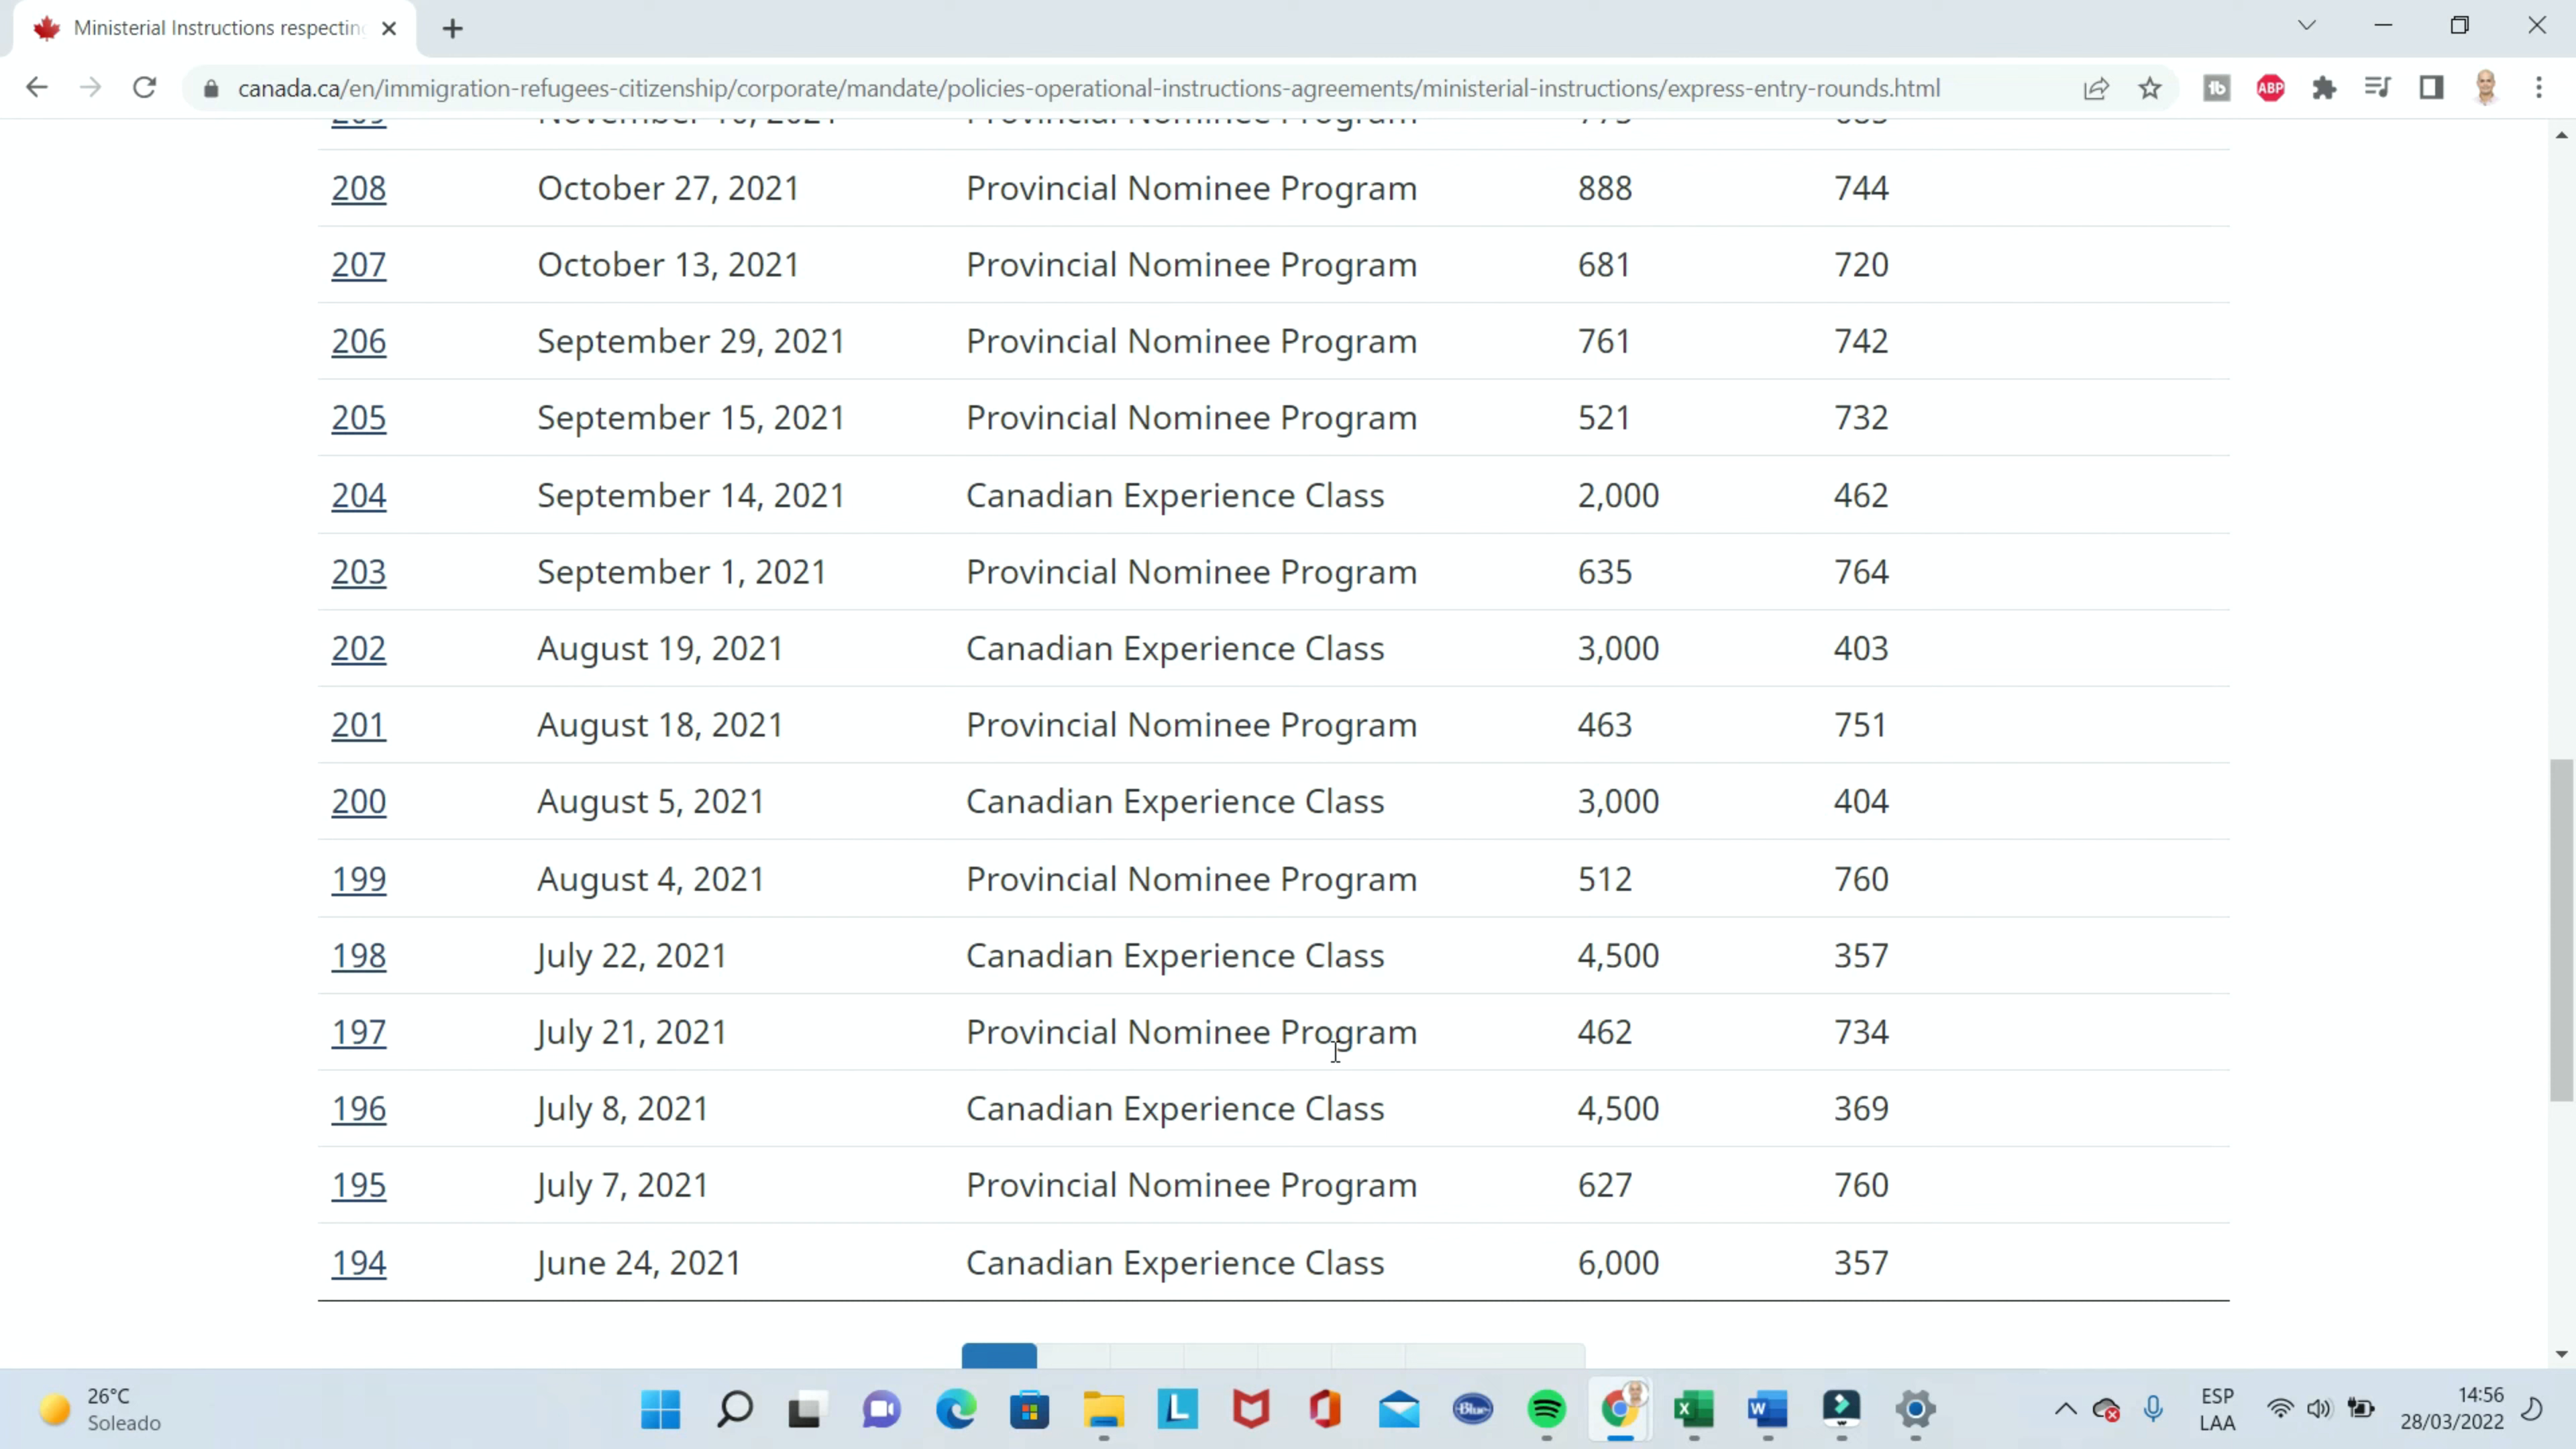 Ministerial Instructions respecting
canada.ca/en/immigration-refugees-citizenship/corporate/mandate/policies-operational-instructions-agreements/ministerial-instructions/express-entry-rounds.html
ABP
208 October 27, 2021 Provincial Nominee Program 888 744
207 October 13, 2021 Provincial Nominee Program 681 720
206 September 29, 2021 Provincial Nominee Program 761 742
205 September 15, 2021 Provincial Nominee Program 521 732
204 September 14, 2021 Canadian Experience Class 2,000 462
203 September 1, 2021 Provincial Nominee Program 635 764
202 August 19, 2021 Canadian Experience Class 3,000 403
201 August 18, 2021 Provincial Nominee Program 463 751
200 August 5, 2021 Canadian Experience Class 3,000 404
199 August 4, 2021 Provincial Nominee Program 512 760
198 July 22, 2021 Canadian Experience Class 4,500 357
197 July 21, 2021 Provincial Nominee Program 462 734
196 July 8, 2021 Canadian Experience Class 4,500 369
195 July 7, 2021 Provincial Nominee Program 627 760
194 June 24, 2021 Canadian Experience Class 6,000 357
26°C
Soleado
L
Blue
X
W
ESP
LAA
14:56
28/03/2022